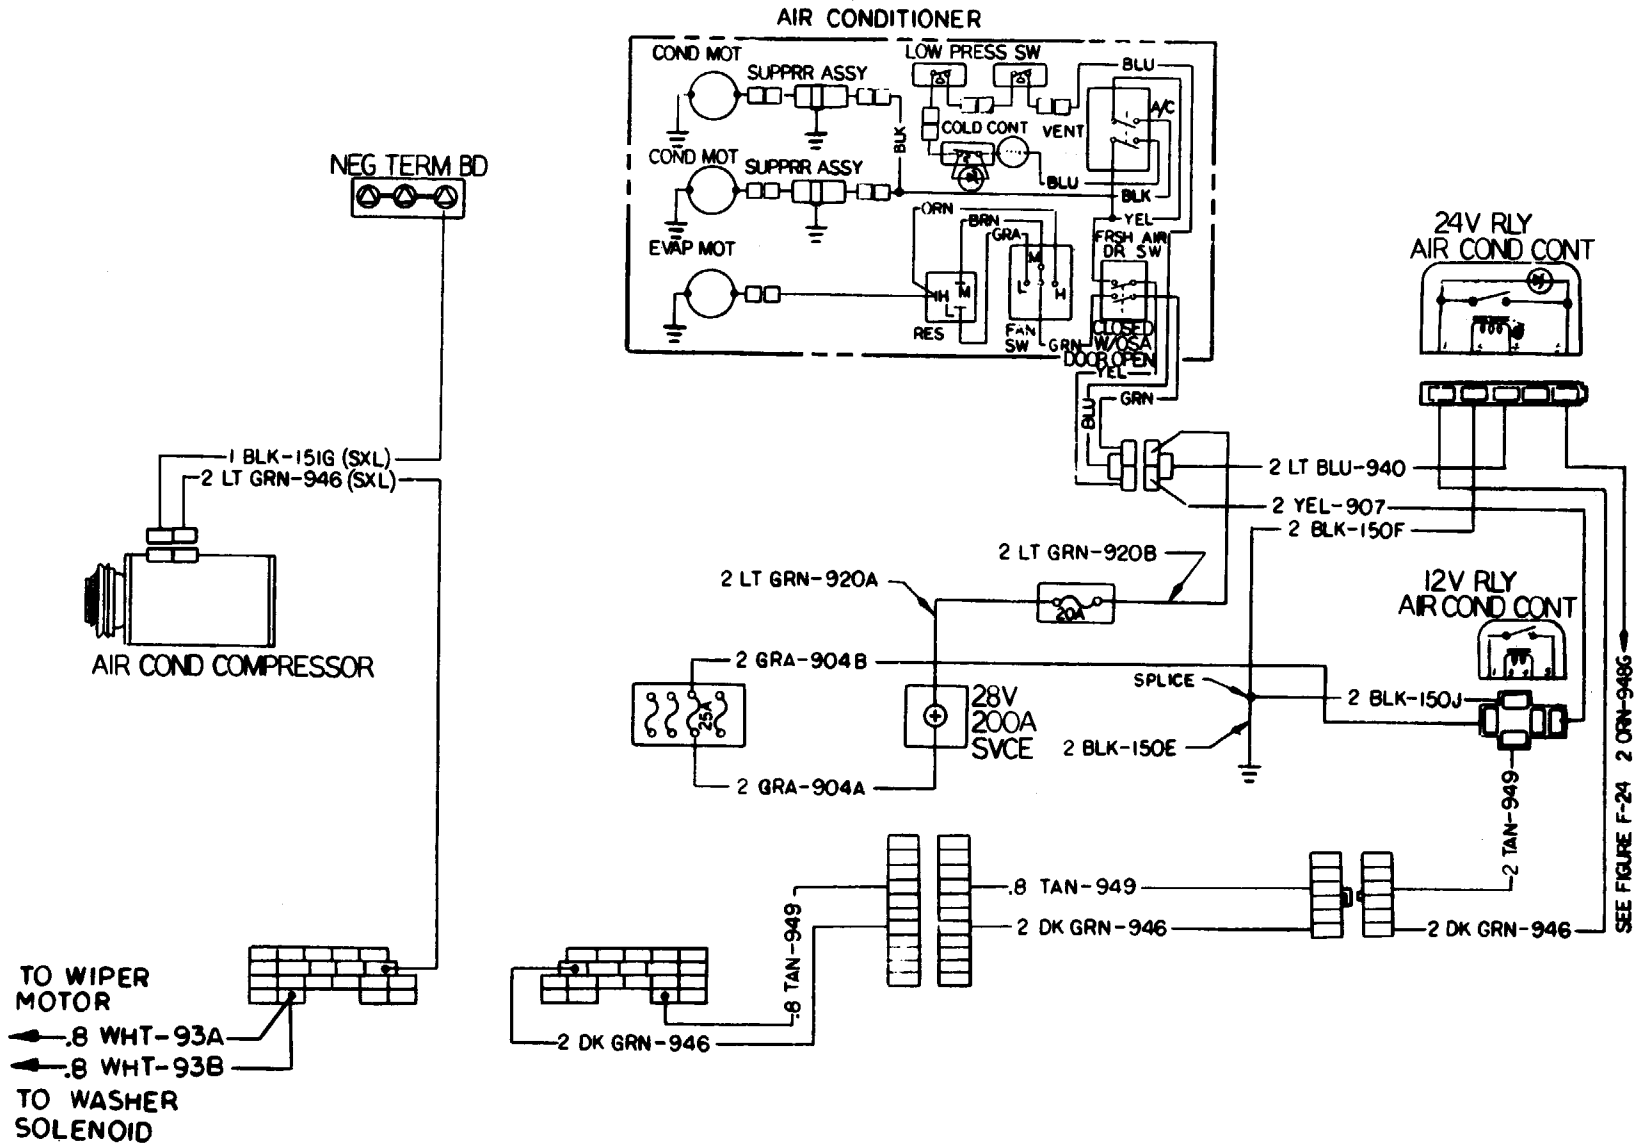 AIR CONDITIONER
COND MOT
SUPPRR ASSY
LOW PRESS SW
BLU
A/C
COLD CONT
VENT
BLK
NEG TERM BD
COND MOT
SUPPRR ASSY
BLU
BLK
ORN
BRN
YEL
GRA
FRSH AIR
DR SW
EVAP MOT
M
L
H
H
M
L
RES
FAN
SW
GRN
CLOSED
W/OSA
DOOR OPEN
YEL
BLU
GRN
24V RLY
AIR COND CONT
1 BLK-151G (SXL)
2 LT GRN-946 (SXL)
2 LT BLU-940
2 YEL-907
2 BLK-150F
2 LT GRN-920B
2 LT GRN-920A
20A
12V RLY
AIR COND CONT
AIR COND COMPRESSOR
2 GRA-904B
25A
28V
200A
SVCE
SPLICE
2 BLK-150J
2 BLK-150E
2 GRA-904A
2 TAN-949
SEE FIGURE F-24 2 ORN-948G
.8 TAN-949
.8 TAN-949
2 DK GRN-946
2 DK GRN-946
2 DK GRN-946
TO WIPER
MOTOR
.8 WHT-93A
.8 WHT-93B
TO WASHER
SOLENOID